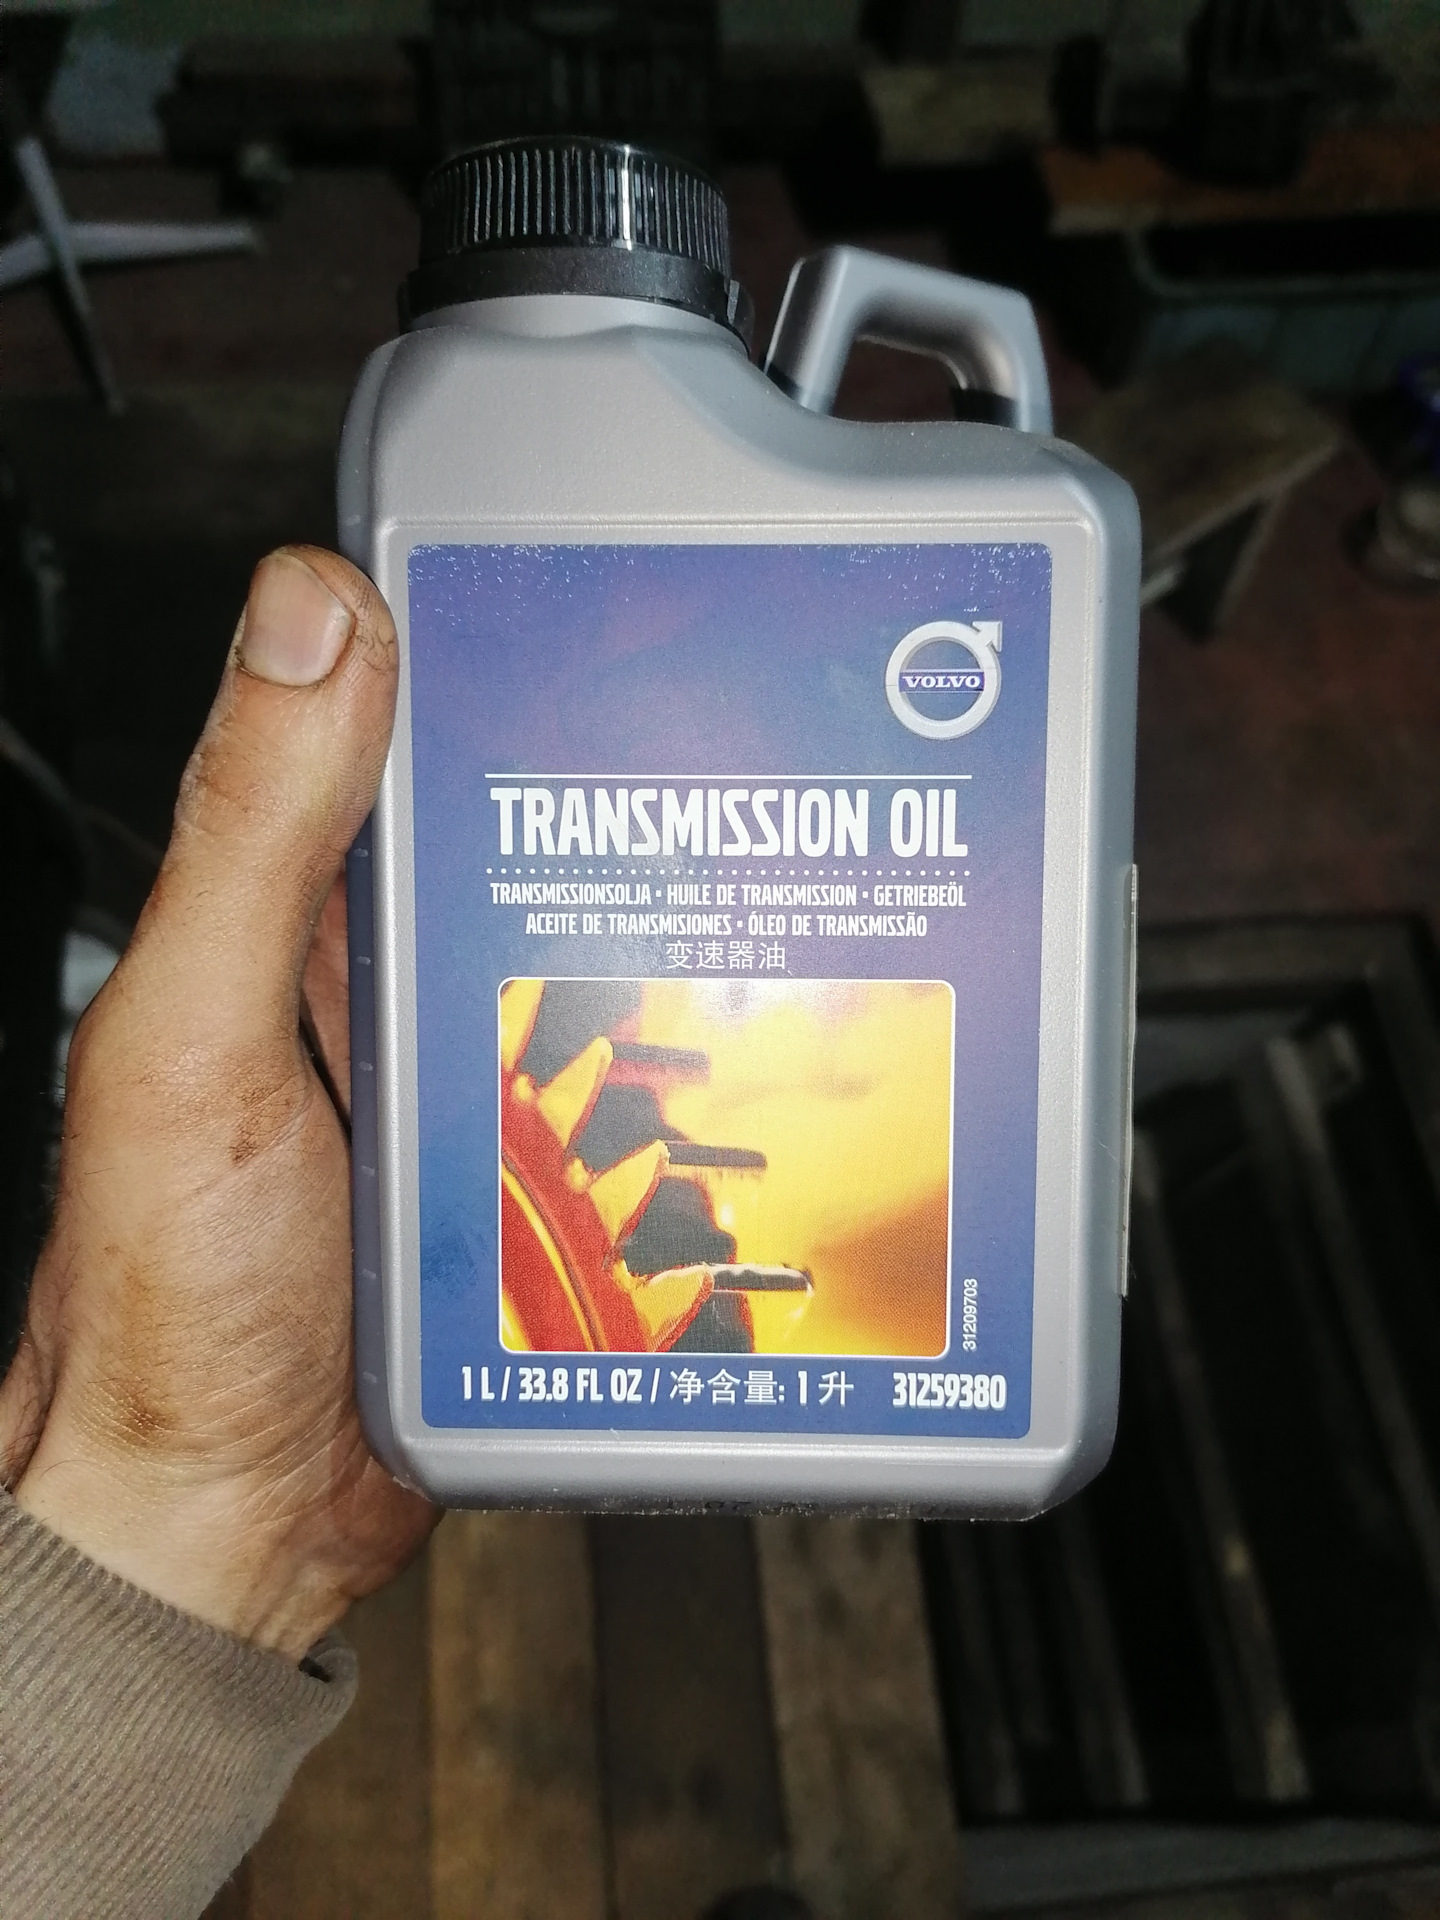 VOLVO
TRANSMISSION OIL
TRANSMISSIONSOLJA • HUILE DE TRANSMISSION • GETRIEBEÖL
ACEITE DE TRANSMISIONES • ÓLEO DE TRANSMISSÃO
变速器油
31209703
1 L / 33.8 FL OZ / 净含量: 1 升 31259380